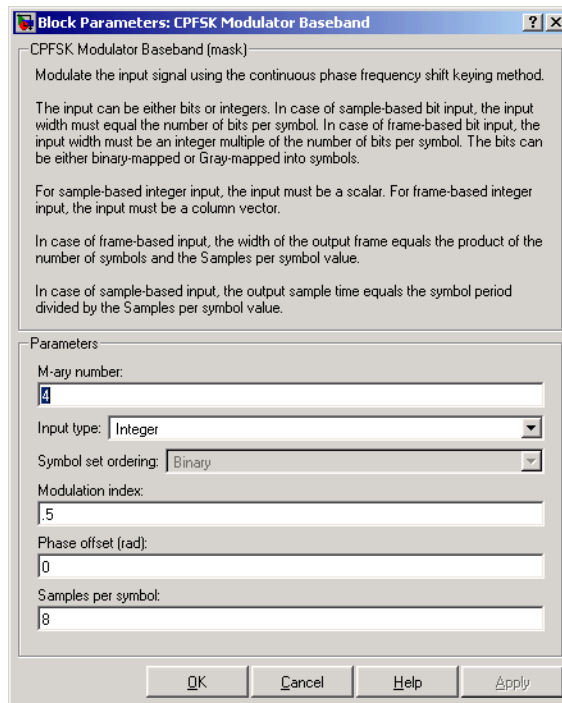 Block Parameters: CPFSK Modulator Baseband
CPFSK Modulator Baseband (mask)
Modulate the input signal using the continuous phase frequency shift keying method.
The input can be either bits or integers. In case of sample-based bit input, the input
width must equal the number of bits per symbol. In case of frame-based bit input, the
input width must be an integer multiple of the number of bits per symbol. The bits can
be either binary-mapped or Gray-mapped into symbols.
For sample-based integer input, the input must be a scalar. For frame-based integer
input, the input must be a column vector.
In case of frame-based input, the width of the output frame equals the product of the
number of symbols and the Samples per symbol value.
In case of sample-based input, the output sample time equals the symbol period
divided by the Samples per symbol value.
Parameters
M-ary number:
4
Input type: Integer
Symbol set ordering: Binary
Modulation index:
.5
Phase offset (rad):
0
Samples per symbol:
8
OK Cancel Help Apply